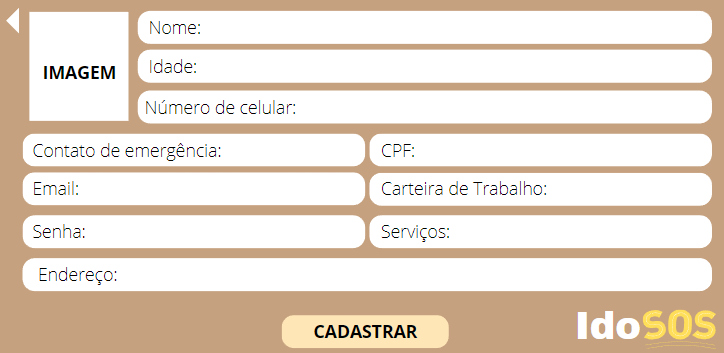 IMAGEM
Nome:
Idade:
Número de celular:
Contato de emergência:
CPF:
Email:
Carteira de Trabalho:
Senha:
Serviços:
Endereço:
CADASTRAR
IdoSOS